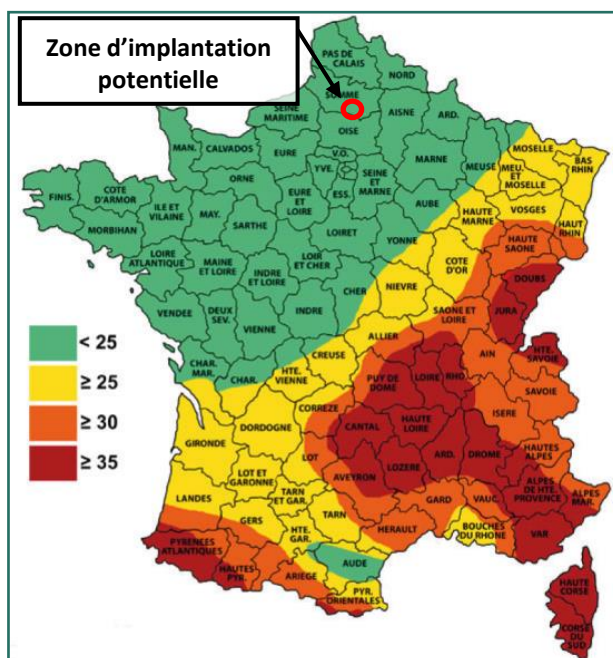 Zone d'implantation
potentielle
PAS DE
CALAIS
NORD
SOMME
SEINE
MARITIME
AISNE
ARD.
OISE
MAN.
CALVADOS
EURE
V.O.
YVE.
ESS.
SEINE
ET
MARNE
MARNE
MEUSE
MOSELLE
MEU.
ET
MOSELLE
BAS
RHIN
FINIS.
COTE
D'ARMOR
ILE ET
VILAINE
MAY.
ORNE
EURE
ET
LOIRE
AUBE
HAUTE
MARNE
VOSGES
HAUT
RHIN
MORBIHAN
SARTHE
LOIRET
YONNE
HAUTE
SAONE
LOIRE
ATLANTIQUE
MAINE
ET LOIRE
INDRE
ET LOIRE
LOIR
ET CHER
CHER
NIEVRE
COTE
D'OR
DOUBS
VENDEE
DEUX
SEV.
VIENNE
INDRE
SAONE ET
LOIRE
JURA
< 25
≥ 25
≥ 30
≥ 35
CHAR.
MAR.
CHAR.
HTE.
VIENNE
CREUSE
ALLIER
AIN
HTE.
SAVOIE
PUY DE
DOME
LOIRE
RHO
SAVOIE
CORREZE
ISERE
GIRONDE
DORDOGNE
CANTAL
HAUTE
LOIRE
ARD.
DROME
HAUTES
ALPES
LOT
LOT ET
GARONNE
AVEYRON
LOZERE
LANDES
TARN
ET GAR.
TARN
GARD
VAUC.
ALPES
DE HTE.
PROVENCE
ALPES
MAR.
GERS
HTE.
GAR.
HERAULT
BOUCHES
DU RHONE
VAR
PYRENEES
ATLANTIQUES
HAUTES
PYR.
ARIEGE
AUDE
PYR.
ORIENTALES
HAUTE
CORSE
CORSE
DU
SUD